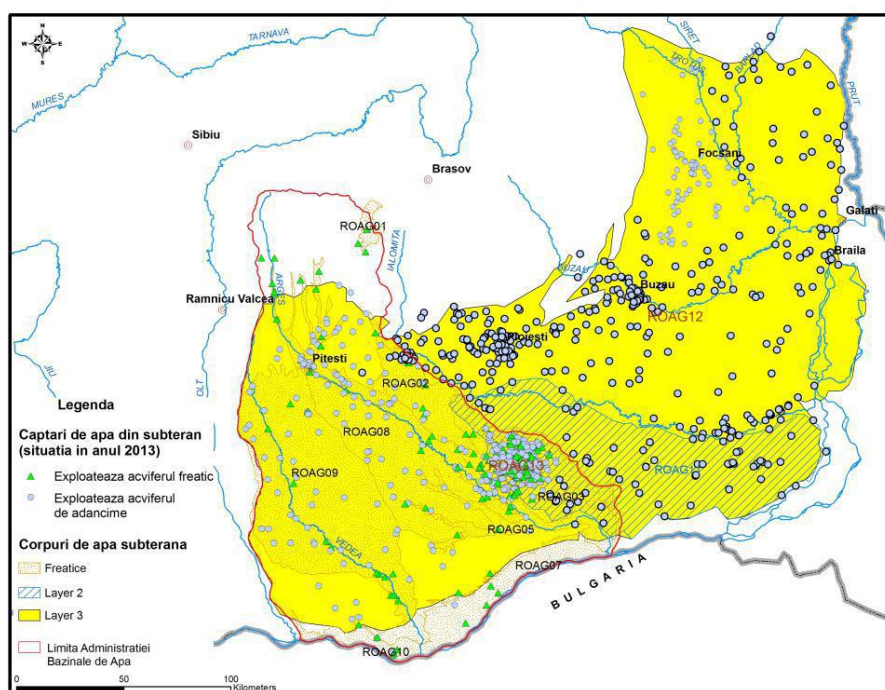 N
W E
S
TARNAVA
MURES
SIRET
TROTUS
BARLAD
PRUT
Sibiu
Brasov
Focsani
ROAG01
IALOMITA
Galati
Braila
BUZAU
Buzau
ARGES
Ramnicu Valcea
ROAG12
Ploiesti
JIU
OLT
Pitesti
ROAG02
Legenda
Captari de apa din subteran
(situatia in anul 2013)
Exploateaza acviferul freatic
Exploateaza acviferul
de adancime
Corpuri de apa subterana
Freatice
Layer 2
Layer 3
Limita Administratiei
Bazinale de Apa
ROAG08
ROAG09
ROAG13
ROAG03
ROAG05
VEDEA
ROAG07
BULGARIA
ROAG10
0 50 100
Kilometers